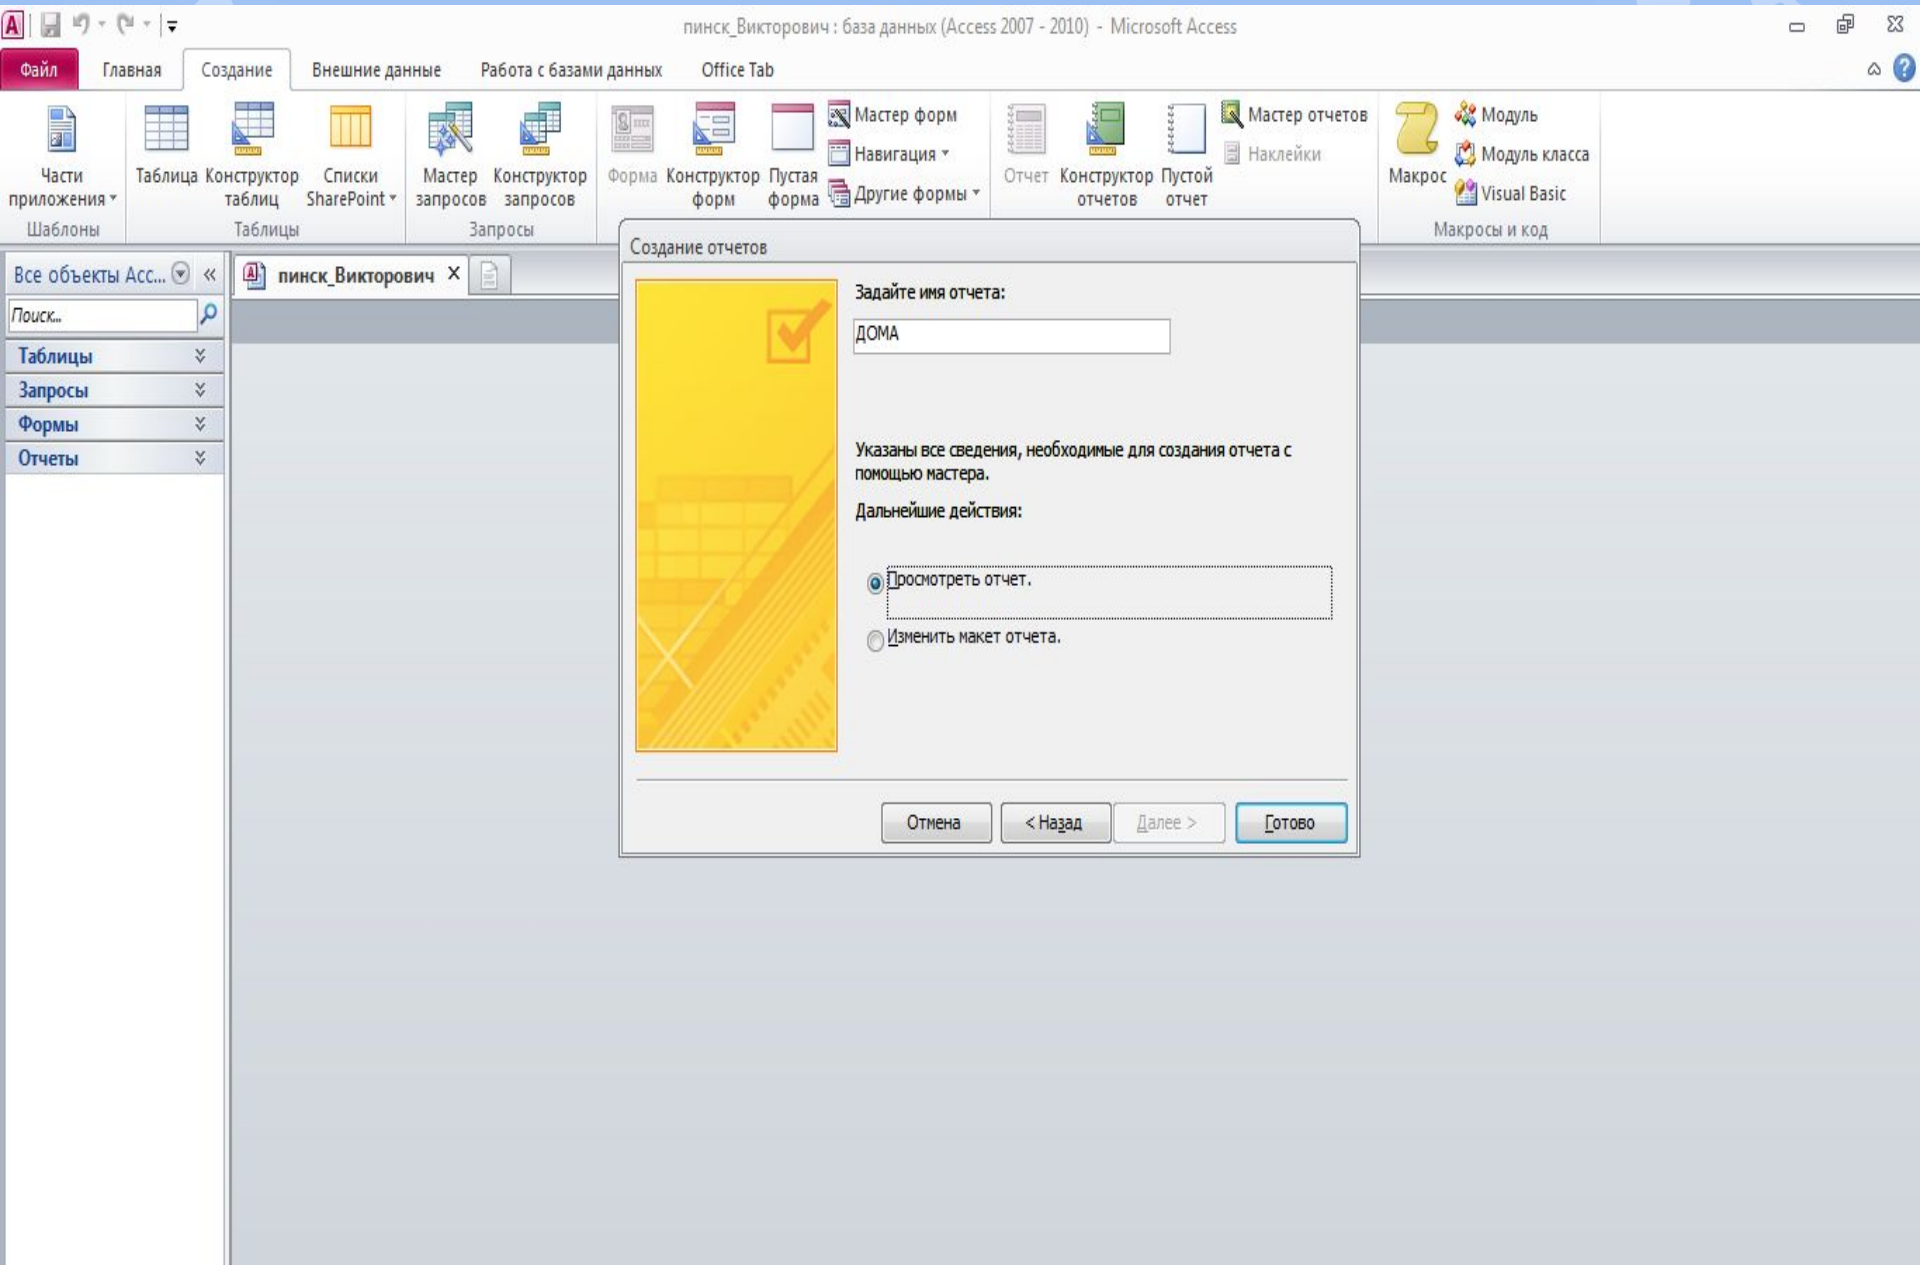 пинск_Викторович : база данных (Access 2007 - 2010) - Microsoft Access
Файл Главная Создание Внешние данные Работа с базами данных Office Tab
Части приложения
Шаблоны
Таблица
Конструктор таблиц
Списки SharePoint
Таблицы
Мастер запросов
Конструктор запросов
Запросы
Форма
Конструктор форм
Пустая форма
Мастер форм
Навигация
Другие формы
Отчет
Конструктор отчетов
Пустой отчет
Мастер отчетов
Наклейки
Макрос
Модуль
Модуль класса
Visual Basic
Макросы и код
Все объекты Acc... «
Поиск...
Таблицы
Запросы
Формы
Отчеты
пинск_Викторович X
Создание отчетов
Задайте имя отчета:
ДОМА
Указаны все сведения, необходимые для создания отчета с
помощью мастера.
Дальнейшие действия:
Просмотреть отчет.
Изменить макет отчета.
Отмена < Назад Далее > Готово